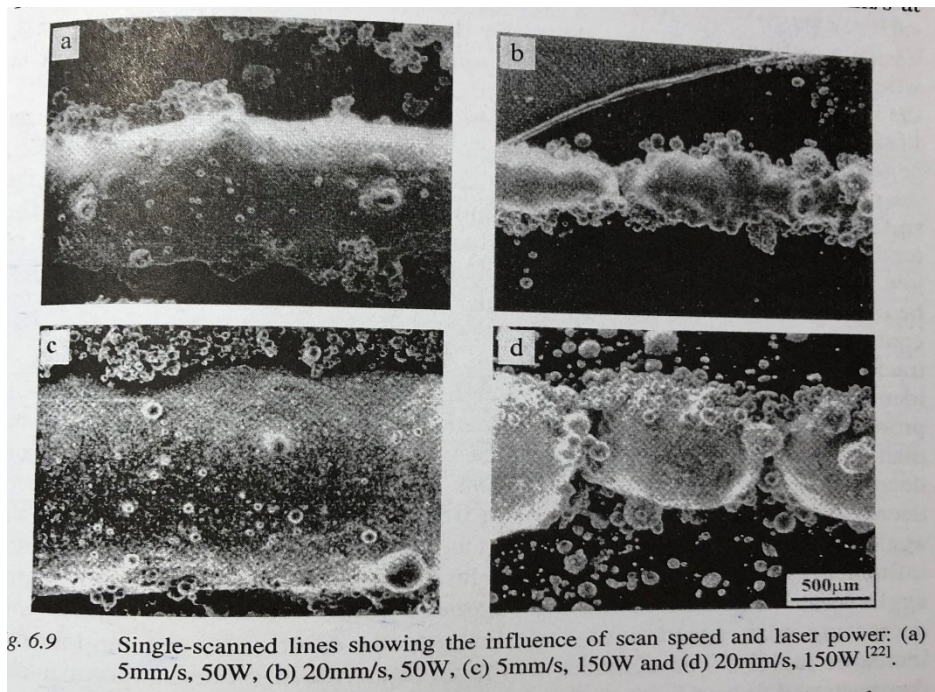 a
b
c
d
500µm
g. 6.9 Single-scanned lines showing the influence of scan speed and laser power: (a)
5mm/s, 50W, (b) 20mm/s, 50W, (c) 5mm/s, 150W and (d) 20mm/s, 150W [22].